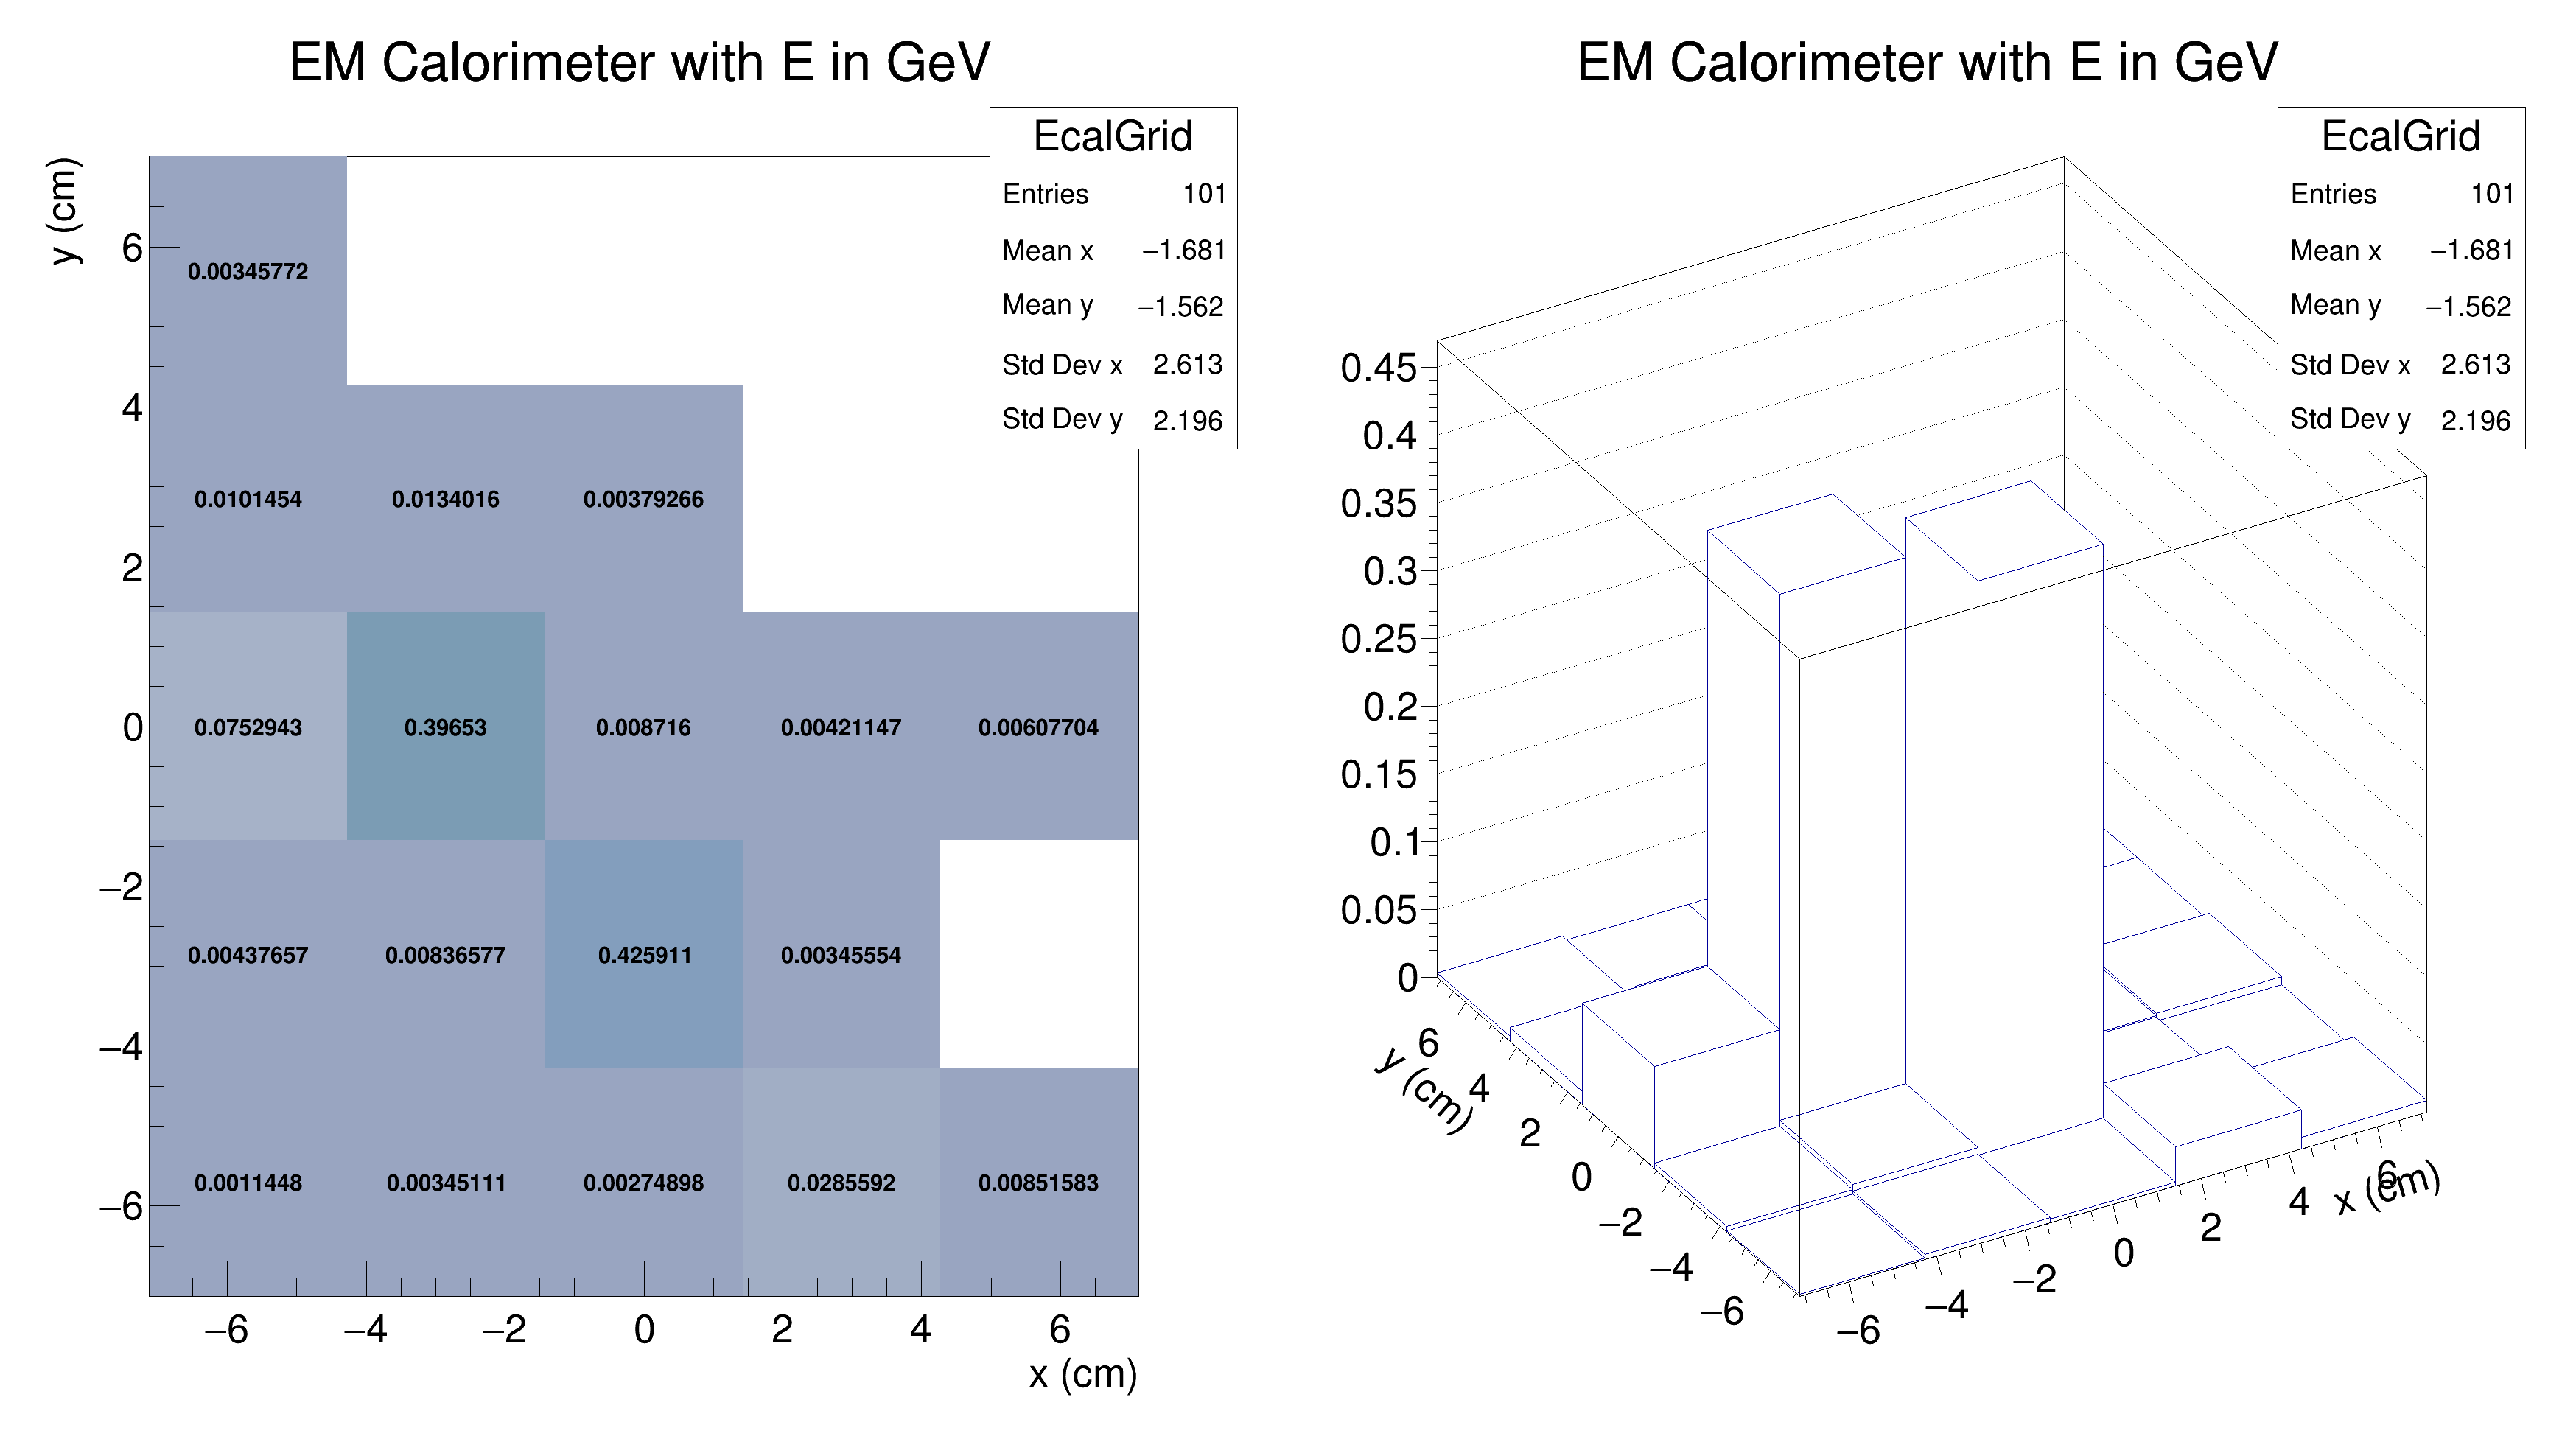 EM Calorimeter with E in GeV
EcalGrid
Entries 101
Mean x −1.681
Mean y −1.562
Std Dev x 2.613
Std Dev y 2.196
y (cm)
6
4
2
0
−2
−4
−6
0.00345772
0.0101454 0.0134016 0.00379266
0.0752943 0.39653 0.008716 0.00421147 0.00607704
0.00437657 0.00836577 0.425911 0.00345554
0.0011448 0.00345111 0.00274898 0.0285592 0.00851583
−6 −4 −2 0 2 4 6
x (cm)
EM Calorimeter with E in GeV
EcalGrid
Entries 101
Mean x −1.681
Mean y −1.562
Std Dev x 2.613
Std Dev y 2.196
0.45
0.4
0.35
0.3
0.25
0.2
0.15
0.1
0.05
0
y (cm)
6
4
2
0
−2
−4
−6
−6 −4 −2 0 2 4 6
x (cm)